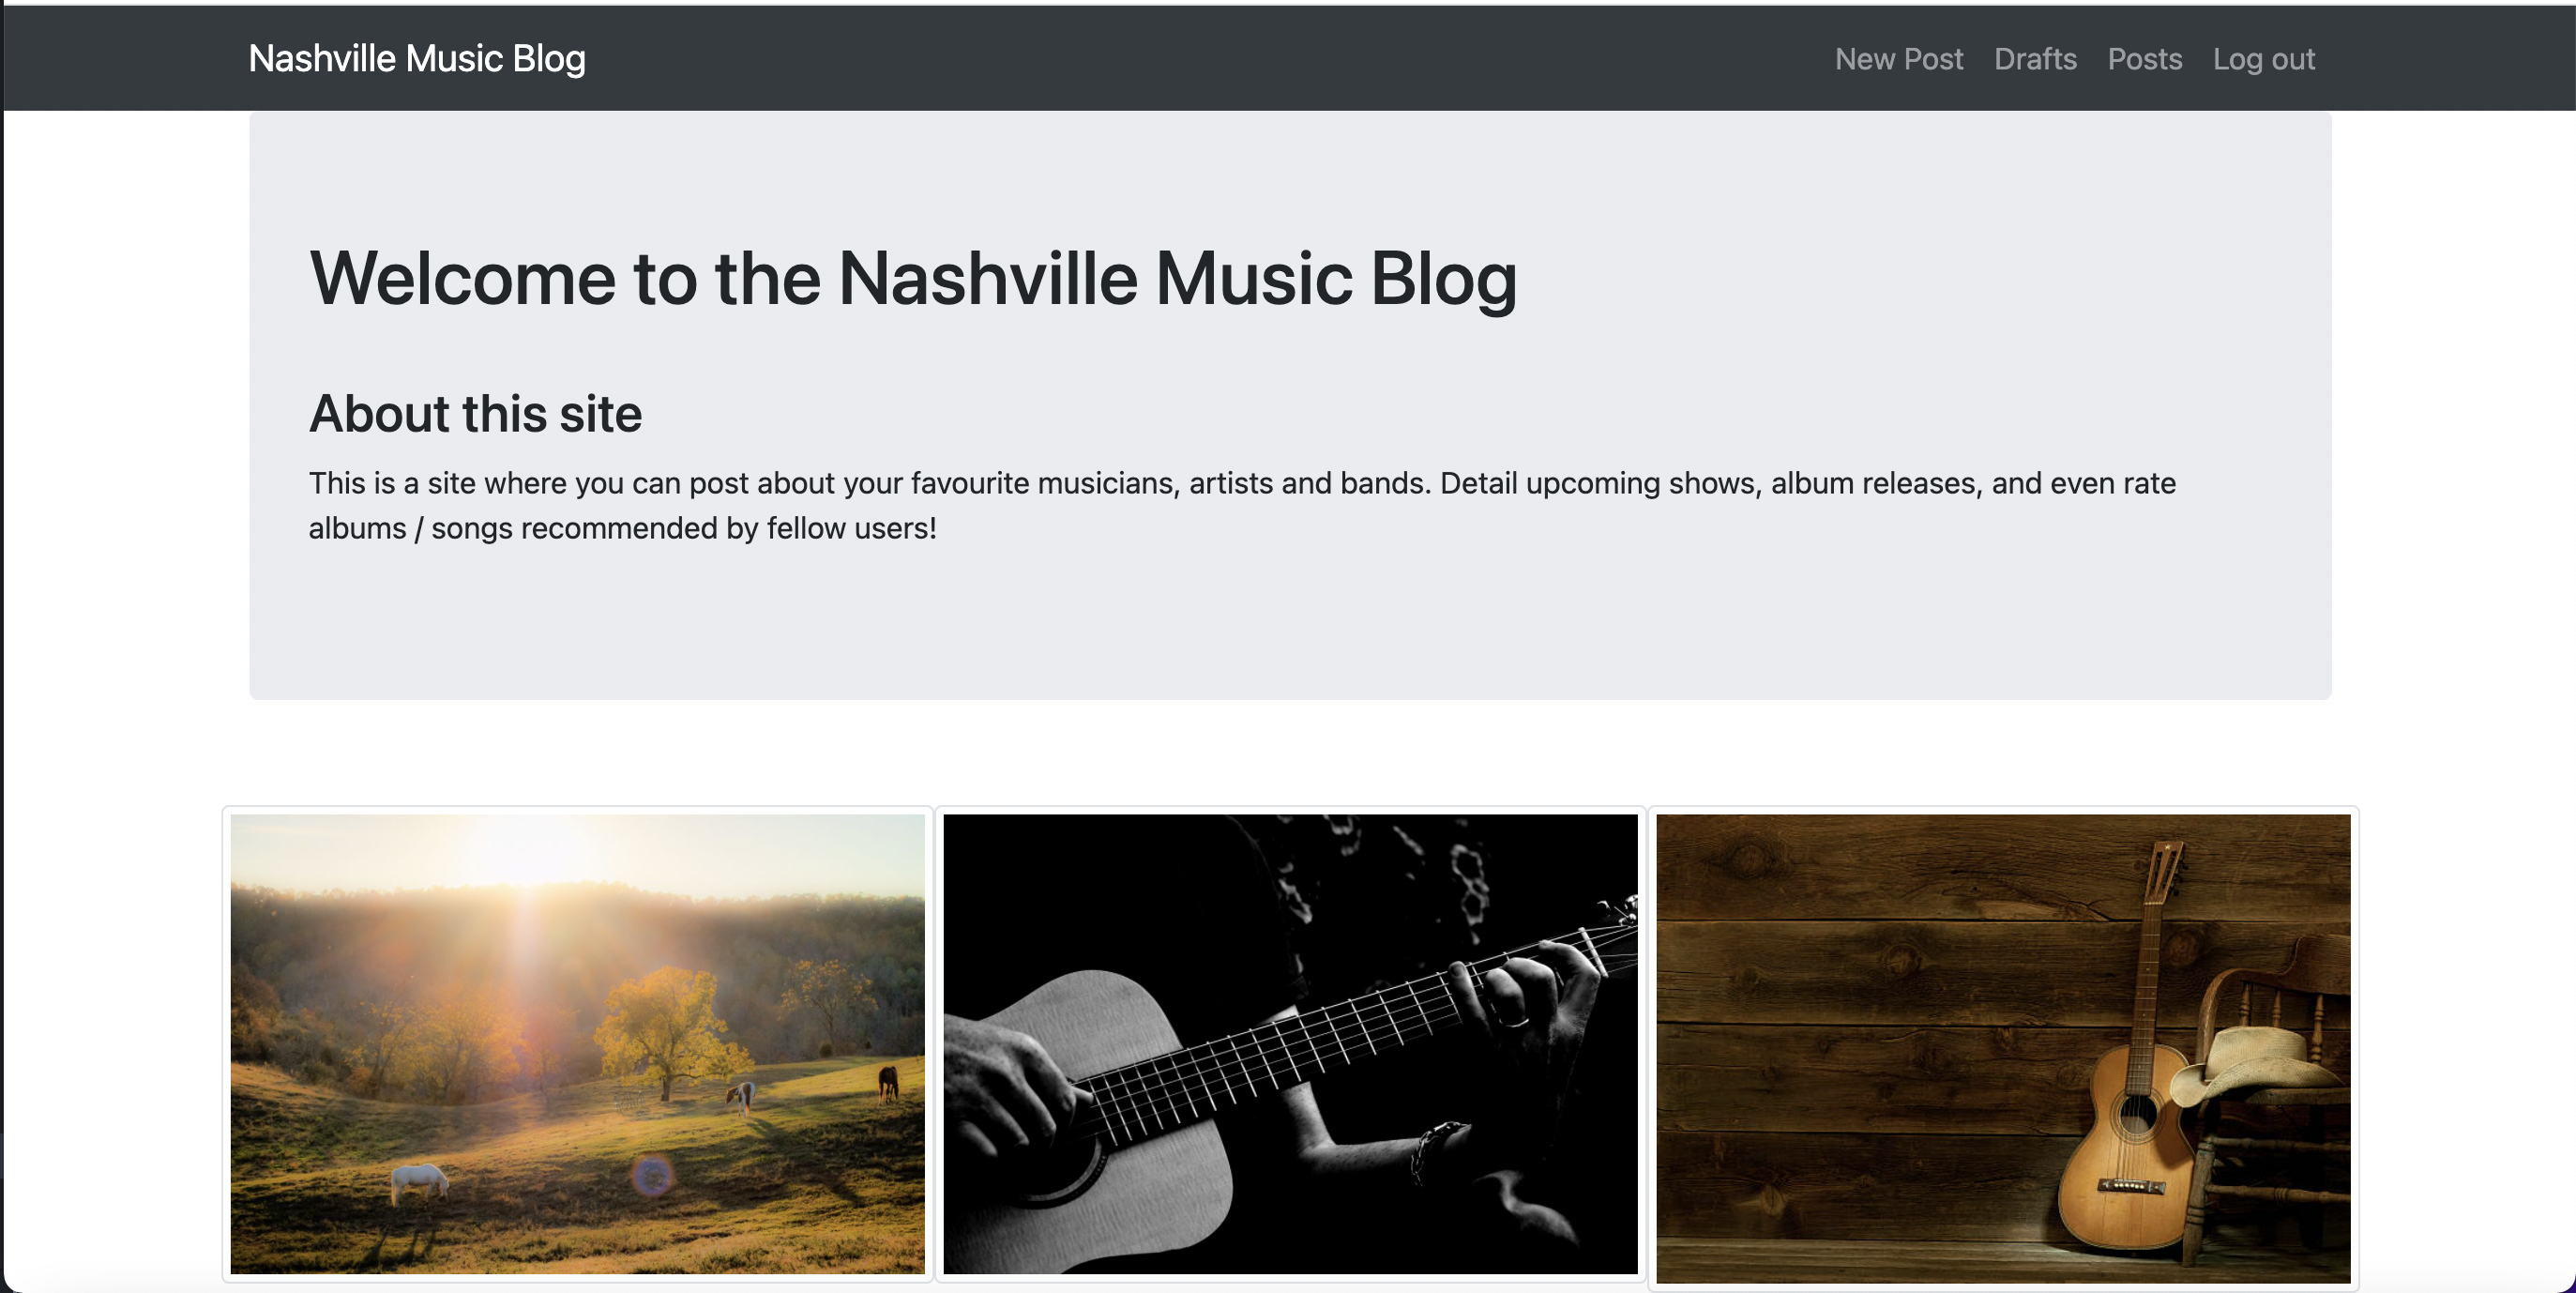 Nashville Music Blog
New Post Drafts Posts Log out
Welcome to the Nashville Music Blog
About this site
This is a site where you can post about your favourite musicians, artists and bands. Detail upcoming shows, album releases, and even rate
albums / songs recommended by fellow users!